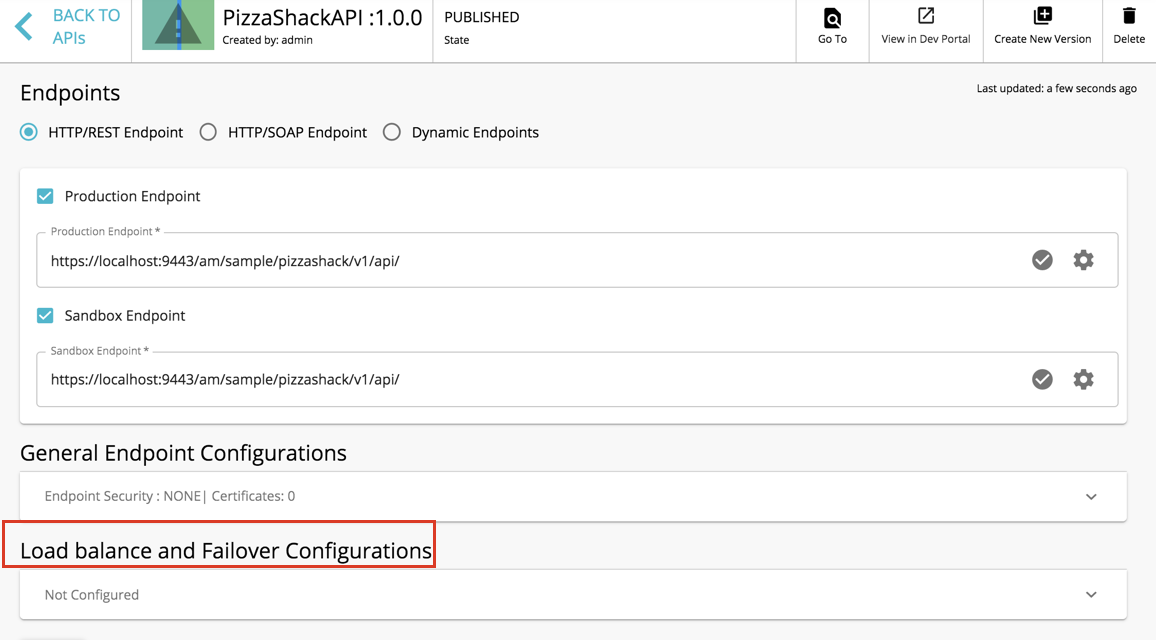 BACK TO
APIs
PizzaShackAPI :1.0.0
Created by: admin
PUBLISHED
State
Go To
View in Dev Portal
Create New Version
Delete
Endpoints
Last updated: a few seconds ago
HTTP/REST Endpoint
HTTP/SOAP Endpoint
Dynamic Endpoints
Production Endpoint
Production Endpoint *
https://localhost:9443/am/sample/pizzashack/v1/api/
Sandbox Endpoint
Sandbox Endpoint *
https://localhost:9443/am/sample/pizzashack/v1/api/
General Endpoint Configurations
Endpoint Security : NONE| Certificates: 0
Load balance and Failover Configurations
Not Configured